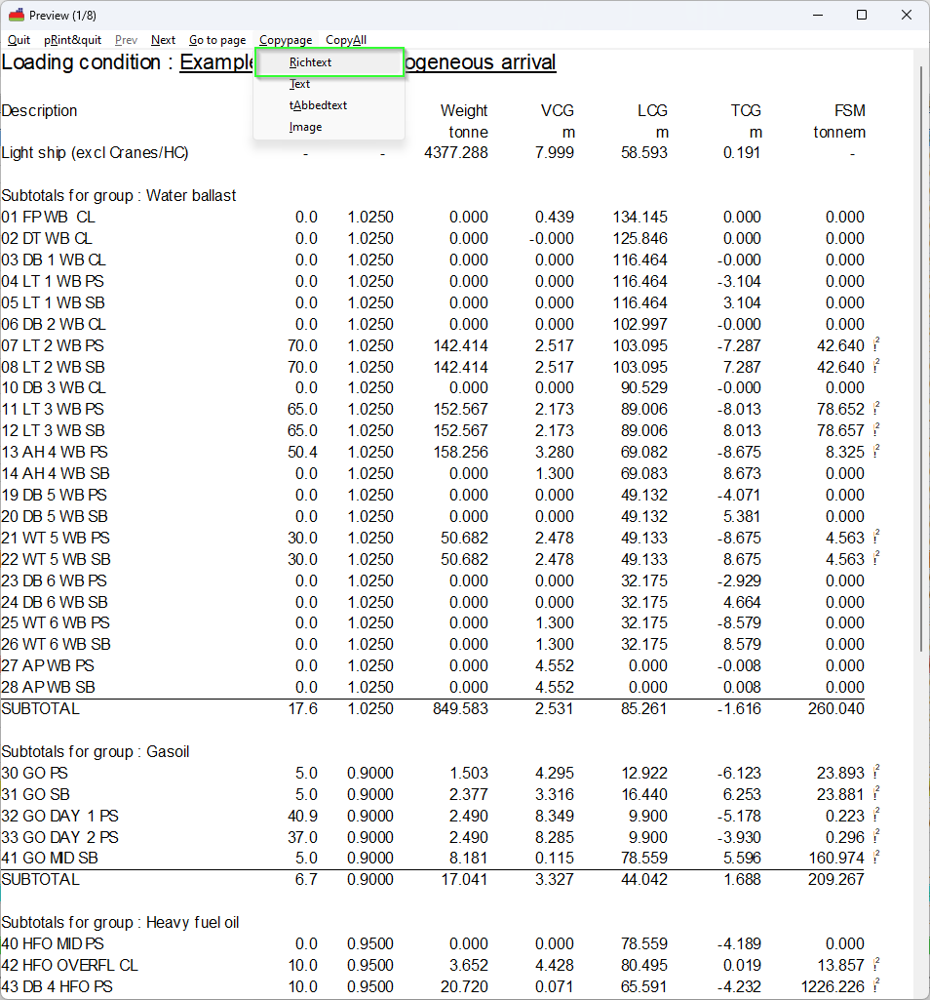 Preview (1/8)
Quit pRint&quit Prev Next Go to page Copypage CopyAll
Richtext
Text
tAbbedtext
Image
Loading condition : Example ogeneous arrival
Description Weight VCG LCG TCG FSM
tonne m m m tonnem
Light ship (excl Cranes/HC) - - 4377.288 7.999 58.593 0.191 -
Subtotals for group : Water ballast
01 FP WB CL 0.0 1.0250 0.000 0.439 134.145 0.000 0.000
02 DT WB CL 0.0 1.0250 0.000 -0.000 125.846 0.000 0.000
03 DB 1 WB CL 0.0 1.0250 0.000 0.000 116.464 -0.000 0.000
04 LT 1 WB PS 0.0 1.0250 0.000 0.000 116.464 -3.104 0.000
05 LT 1 WB SB 0.0 1.0250 0.000 0.000 116.464 3.104 0.000
06 DB 2 WB CL 0.0 1.0250 0.000 0.000 102.997 -0.000 0.000
07 LT 2 WB PS 70.0 1.0250 142.414 2.517 103.095 -7.287 42.640 !2
08 LT 2 WB SB 70.0 1.0250 142.414 2.517 103.095 7.287 42.640 !2
10 DB 3 WB CL 0.0 1.0250 0.000 0.000 90.529 -0.000 0.000
11 LT 3 WB PS 65.0 1.0250 152.567 2.173 89.006 -8.013 78.652 !2
12 LT 3 WB SB 65.0 1.0250 152.567 2.173 89.006 8.013 78.657 !2
13 AH 4 WB PS 50.4 1.0250 158.256 3.280 69.082 -8.675 8.325 !2
14 AH 4 WB SB 0.0 1.0250 0.000 1.300 69.083 8.673 0.000
19 DB 5 WB PS 0.0 1.0250 0.000 0.000 49.132 -4.071 0.000
20 DB 5 WB SB 0.0 1.0250 0.000 0.000 49.132 5.381 0.000
21 WT 5 WB PS 30.0 1.0250 50.682 2.478 49.133 -8.675 4.563 !2
22 WT 5 WB SB 30.0 1.0250 50.682 2.478 49.133 8.675 4.563 !2
23 DB 6 WB PS 0.0 1.0250 0.000 0.000 32.175 -2.929 0.000
24 DB 6 WB SB 0.0 1.0250 0.000 0.000 32.175 4.664 0.000
25 WT 6 WB PS 0.0 1.0250 0.000 1.300 32.175 -8.579 0.000
26 WT 6 WB SB 0.0 1.0250 0.000 1.300 32.175 8.579 0.000
27 AP WB PS 0.0 1.0250 0.000 4.552 0.000 -0.008 0.000
28 AP WB SB 0.0 1.0250 0.000 4.552 0.000 0.008 0.000
SUBTOTAL 17.6 1.0250 849.583 2.531 85.261 -1.616 260.040
Subtotals for group : Gasoil
30 GO PS 5.0 0.9000 1.503 4.295 12.922 -6.123 23.893 !2
31 GO SB 5.0 0.9000 2.377 3.316 16.440 6.253 23.881 !2
32 GO DAY 1 PS 40.9 0.9000 2.490 8.349 9.900 -5.178 0.223 !2
33 GO DAY 2 PS 37.0 0.9000 2.490 8.285 9.900 -3.930 0.296 !2
41 GO MID SB 5.0 0.9000 8.181 0.115 78.559 5.596 160.974 !2
SUBTOTAL 6.7 0.9000 17.041 3.327 44.042 1.688 209.267
Subtotals for group : Heavy fuel oil
40 HFO MID PS 0.0 0.9500 0.000 0.000 78.559 -4.189 0.000
42 HFO OVERFL CL 10.0 0.9500 3.652 4.428 80.495 0.019 13.857 !2
43 DB 4 HFO PS 10.0 0.9500 20.720 0.071 65.591 -4.232 1226.226 !2